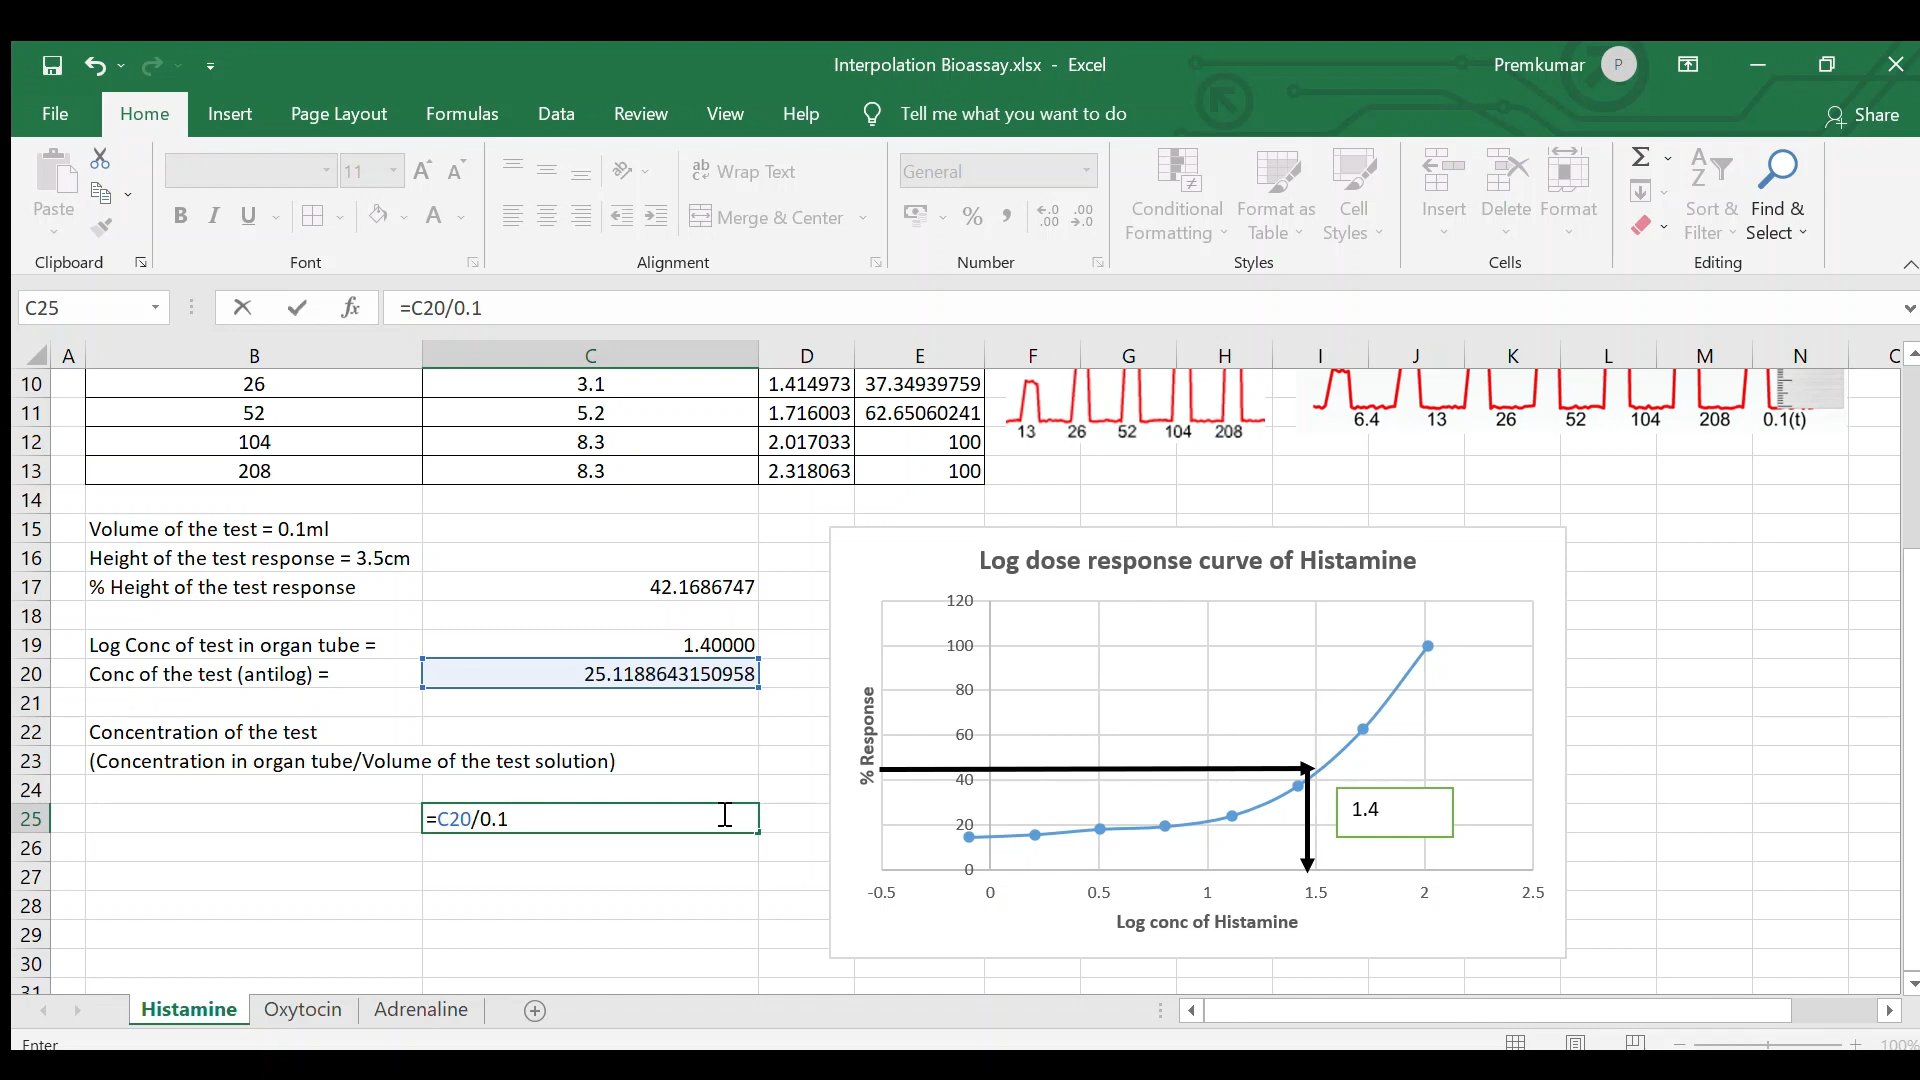 Interpolation Bioassay.xlsx - Excel
Premkumar
P
File Home Insert Page Layout Formulas Data Review View Help Tell me what you want to do
Share
Paste
11
ab Wrap Text
Merge & Center
General
Conditional Formatting
Format as Table
Cell Styles
Insert Delete Format
Sort & Filter
Find & Select
Clipboard Font Alignment Number Styles Cells Editing
C25
fx
=C20/0.1
A B C D E F G H I J K L M N
10 26 3.1 1.414973 37.34939759
11 52 5.2 1.716003 62.65060241
12 104 8.3 2.017033 100
13 208 8.3 2.318063 100
13 26 52 104 208
6.4 13 26 52 104 208 0.1(t)
14
15 Volume of the test = 0.1ml
16 Height of the test response = 3.5cm
17 % Height of the test response 42.1686747
18
19 Log Conc of test in organ tube = 1.40000
20 Conc of the test (antilog) = 25.1188643150958
21
22 Concentration of the test
23 (Concentration in organ tube/Volume of the test solution)
24
25 =C20/0.1
26
27
28
29
30
31
Log dose response curve of Histamine
120
100
80
60
40
20
0
% Response
1.4
-0.5 0 0.5 1 1.5 2 2.5
Log conc of Histamine
Histamine Oxytocin Adrenaline
Enter
100%